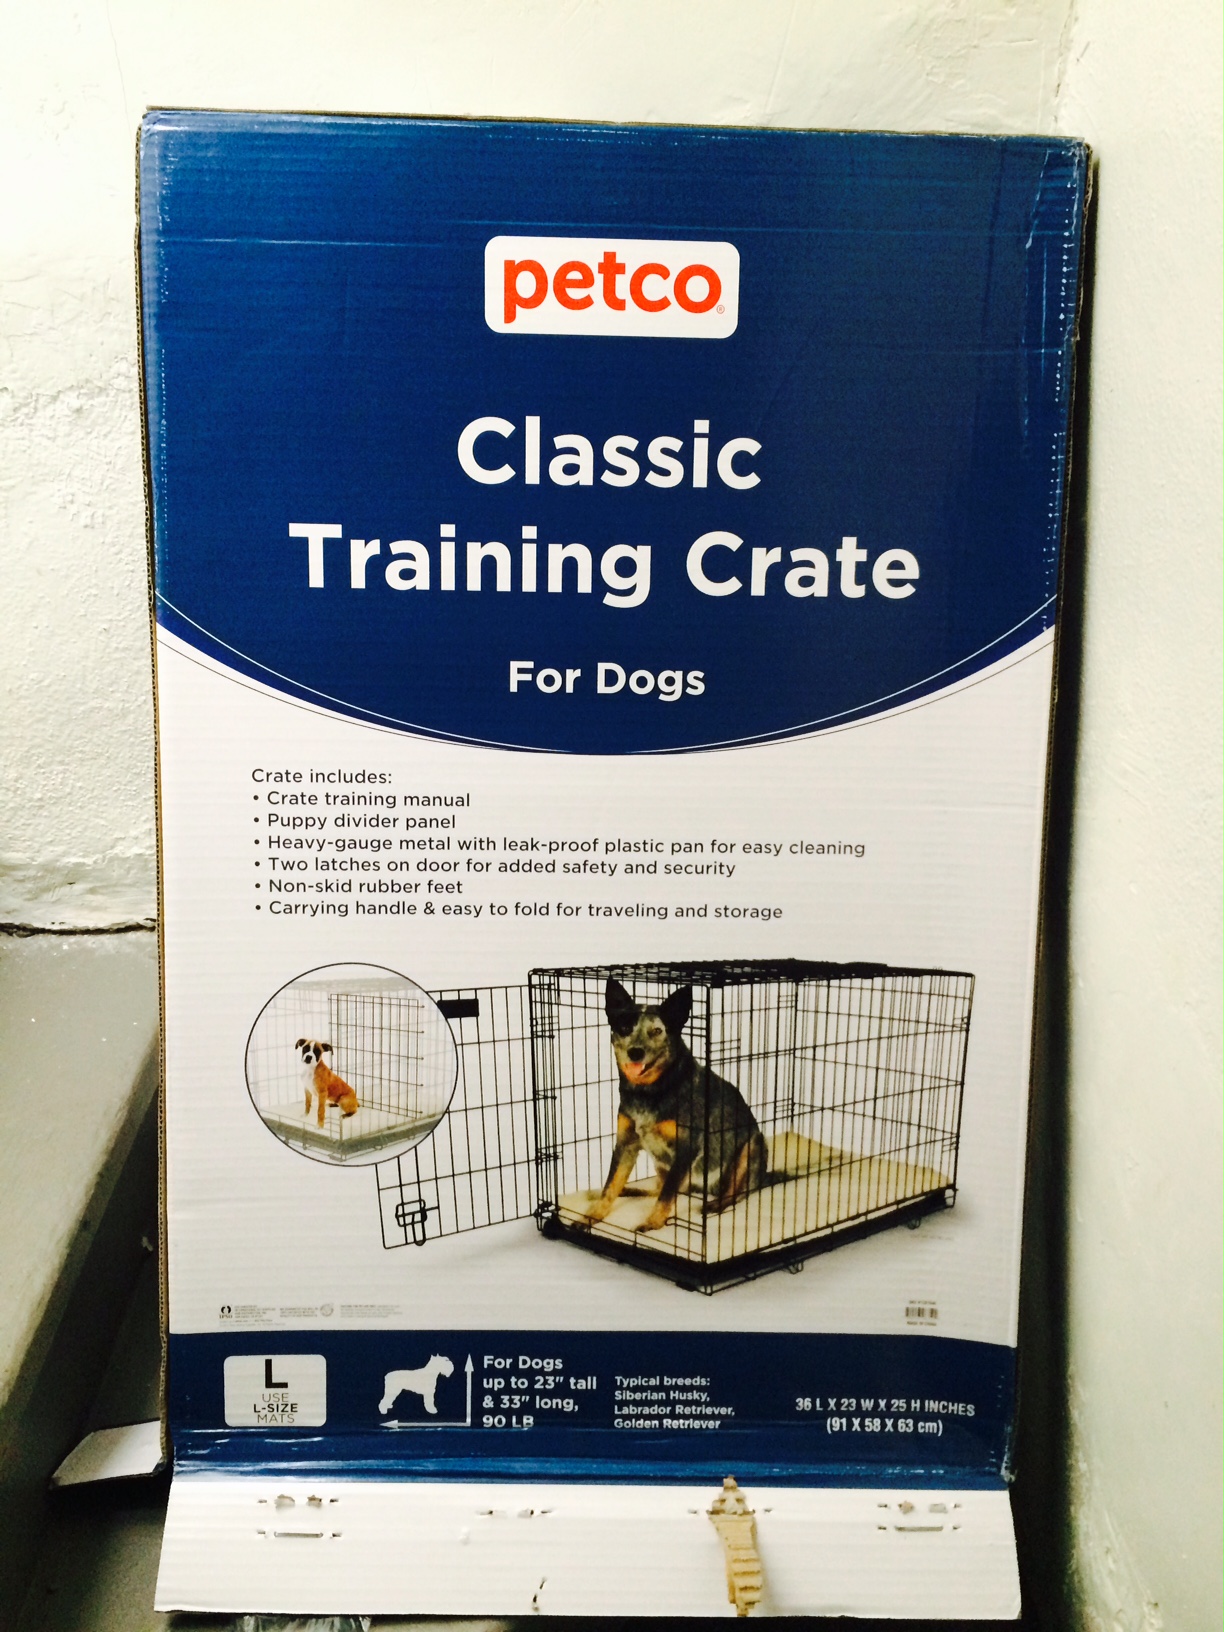 petco®
Classic
Training Crate
For Dogs
Crate includes:
• Crate training manual
• Puppy divider panel
• Heavy-gauge metal with leak-proof plastic pan for easy cleaning
• Two latches on door for added safety and security
• Non-skid rubber feet
• Carrying handle & easy to fold for traveling and storage
L
USE
L-SIZE
MATS
For Dogs
up to 23" tall
& 33" long,
90 LB
Typical breeds:
Siberian Husky,
Labrador Retriever,
Golden Retriever
36 L X 23 W X 25 H INCHES
(91 X 58 X 63 cm)